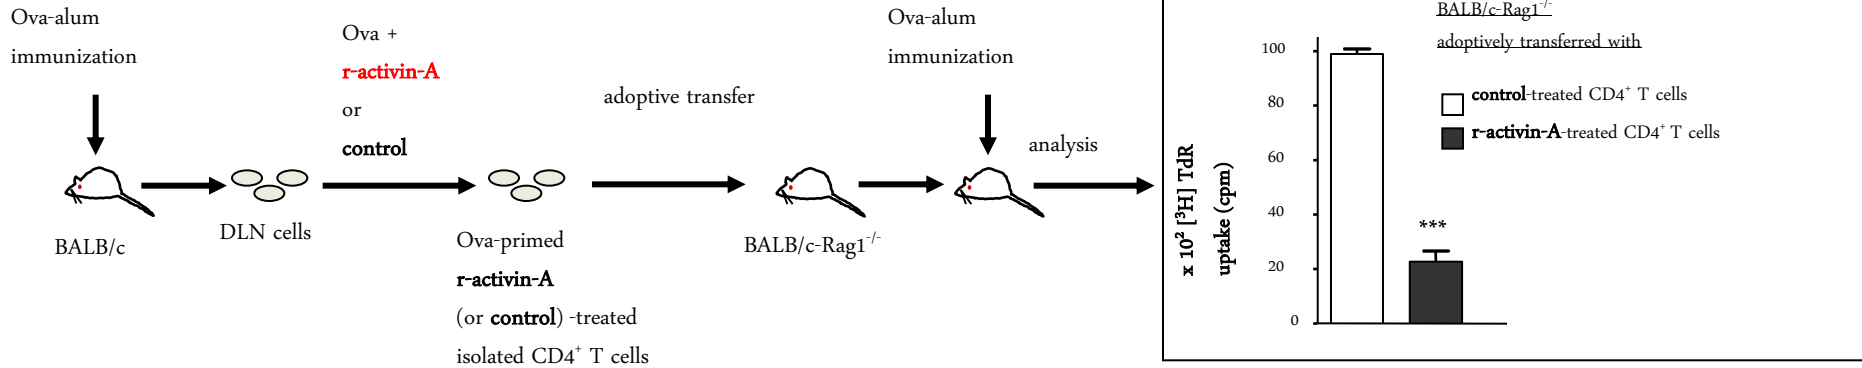 Ova-alum
immunization
BALB/c
DLN cells
Ova +
r-activin-A
or
control
Ova-primed
r-activin-A
(or control) -treated
isolated CD4⁺ T cells
adoptive transfer
BALB/c-Rag1⁻/⁻
Ova-alum
immunization
analysis
x 10² [³H] TdR
uptake (cpm)
100
80
60
40
20
0
***
BALB/c-Rag1⁻/⁻
adoptively transferred with
control-treated CD4⁺ T cells
r-activin-A-treated CD4⁺ T cells